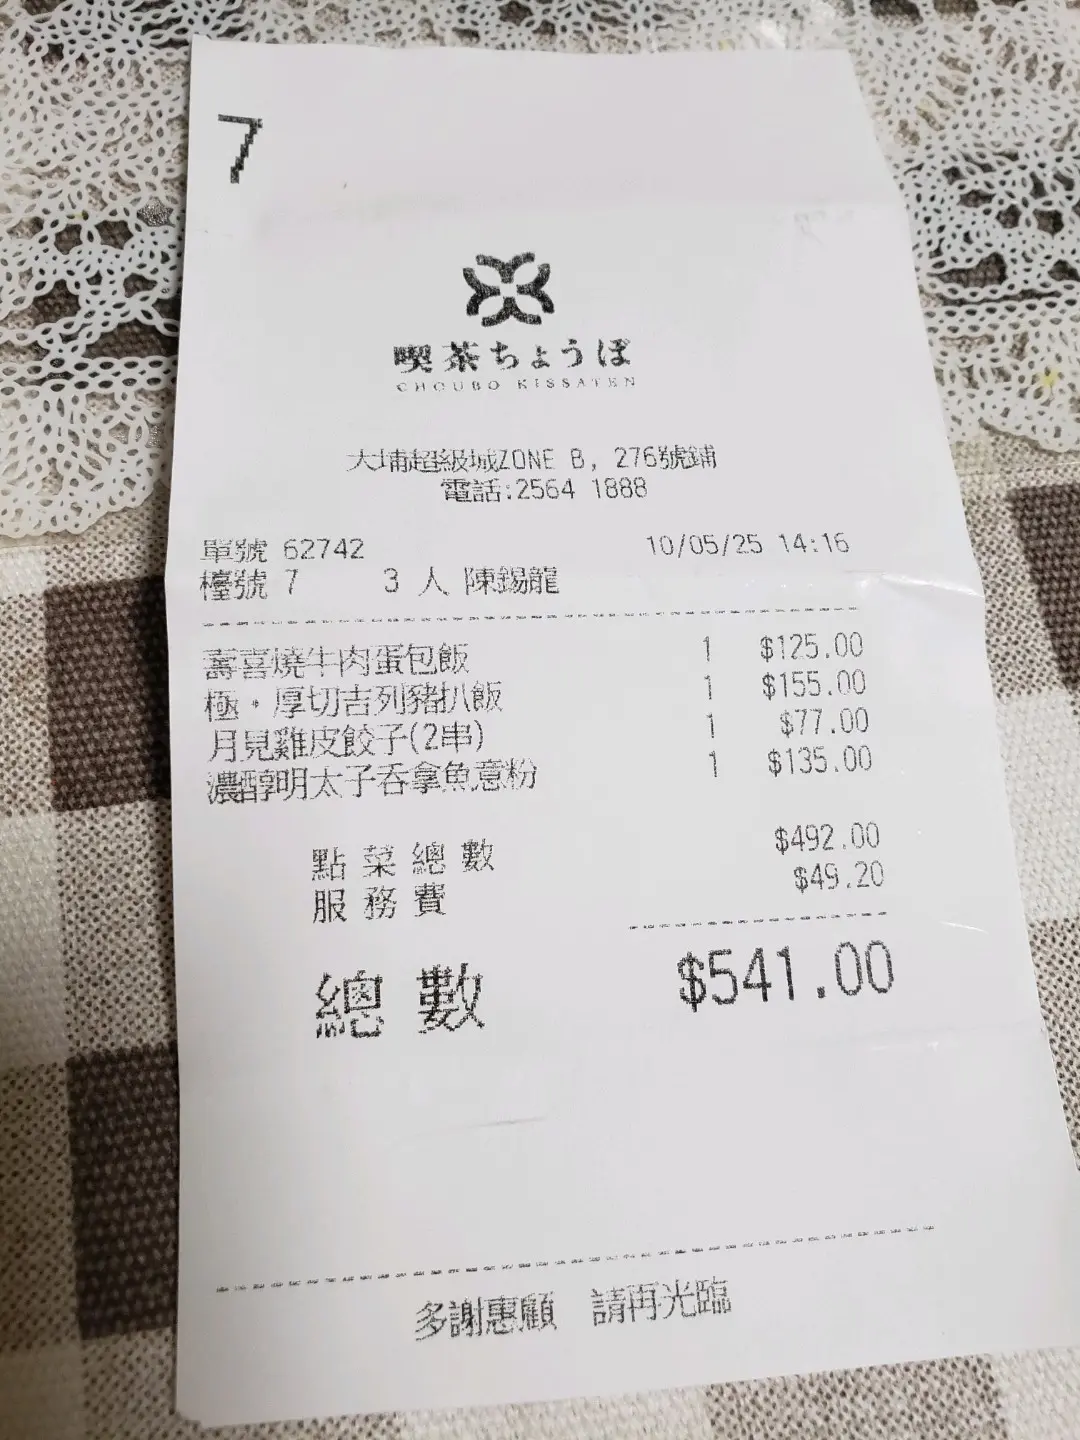 7
喫茶ちょうぼ
CHOUBO KISSATEN
大埔超級城ZONE B, 276號鋪
電話:2564 1888
單號 62742 10/05/25 14:16
檯號 7 3 人 陳錫龍
壽喜燒牛肉蛋包飯 1 $125.00
極・厚切吉列豬扒飯 1 $155.00
月見雞皮餃子(2串) 1 $77.00
濃醇明太子吞拿魚意粉 1 $135.00
點菜總數 $492.00
服務費 $49.20
總數 $541.00
多謝惠顧 請再光臨